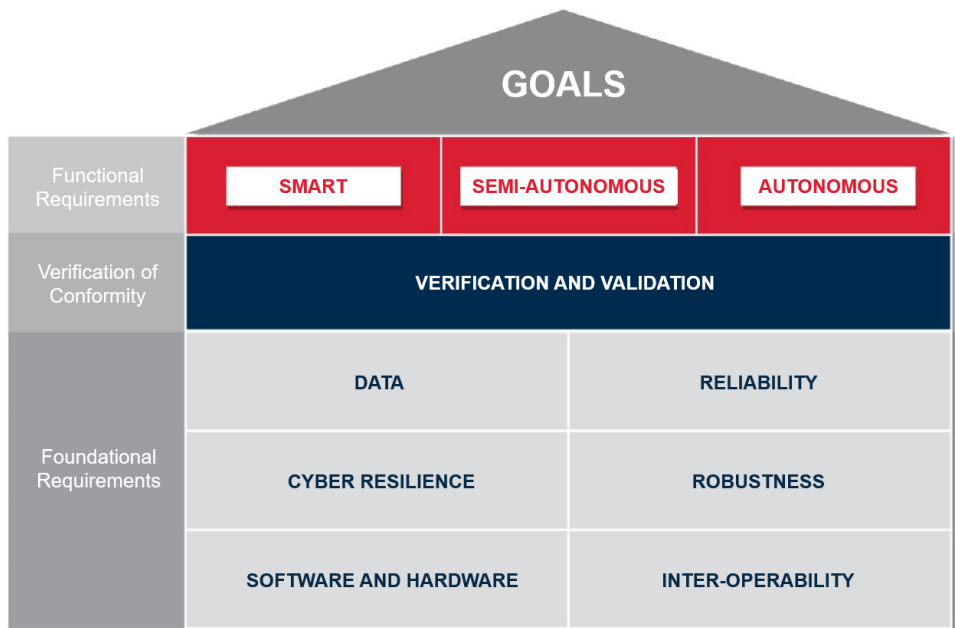 GOALS
Functional
Requirements
SMART
SEMI-AUTONOMOUS
AUTONOMOUS
Verification of
Conformity
VERIFICATION AND VALIDATION
Foundational
Requirements
DATA
RELIABILITY
CYBER RESILIENCE
ROBUSTNESS
SOFTWARE AND HARDWARE
INTER-OPERABILITY